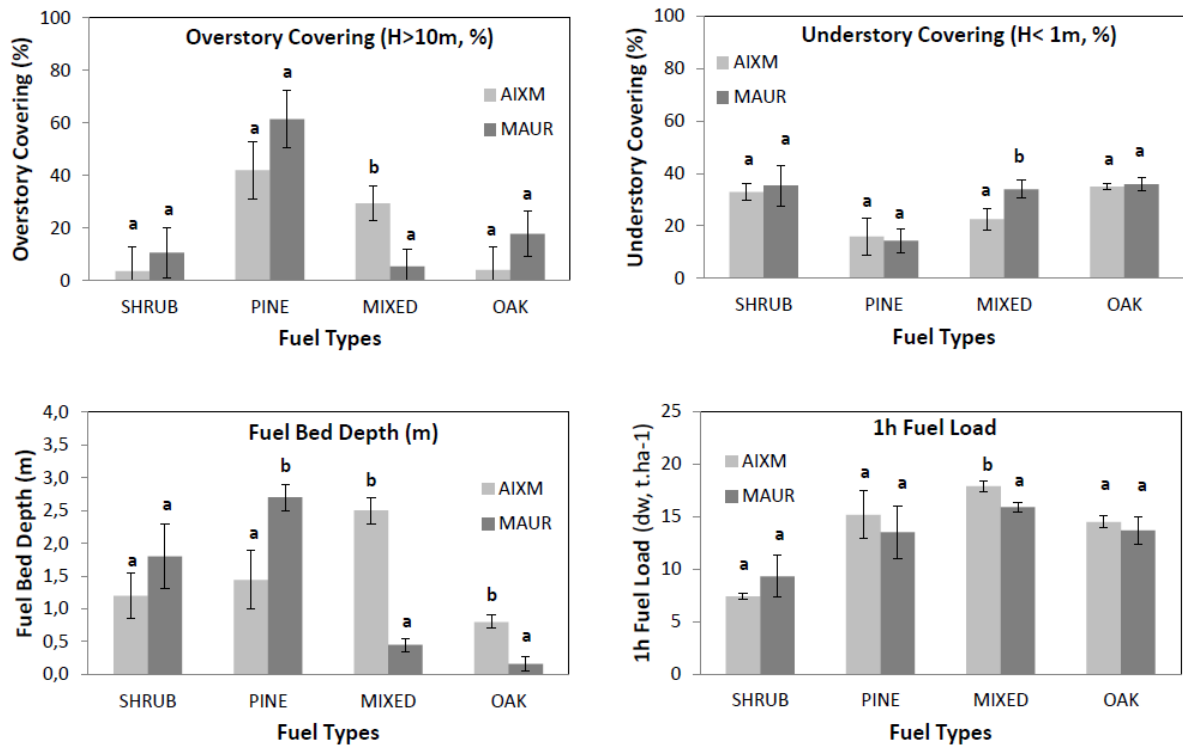 Overstory Covering (H>10m, %)
Overstory Covering (%)
100
80
60
40
20
0
AIXM
MAUR
a
a
a
a
b
a
a
a
SHRUB PINE MIXED OAK
Fuel Types
Understory Covering (H< 1m, %)
Understory Covering (%)
100
80
60
40
20
0
AIXM
MAUR
a
a
a
a
a
b
a
a
SHRUB PINE MIXED OAK
Fuel Types
Fuel Bed Depth (m)
Fuel Bed Depth (m)
4,0
3,5
3,0
2,5
2,0
1,5
1,0
0,5
0,0
AIXM
MAUR
a
a
a
b
b
a
b
a
SHRUB PINE MIXED OAK
Fuel Types
1h Fuel Load
1h Fuel Load (dw, t.ha-1)
25
20
15
10
5
0
AIXM
MAUR
a
a
a
a
b
a
a
a
SHRUB PINE MIXED OAK
Fuel Types